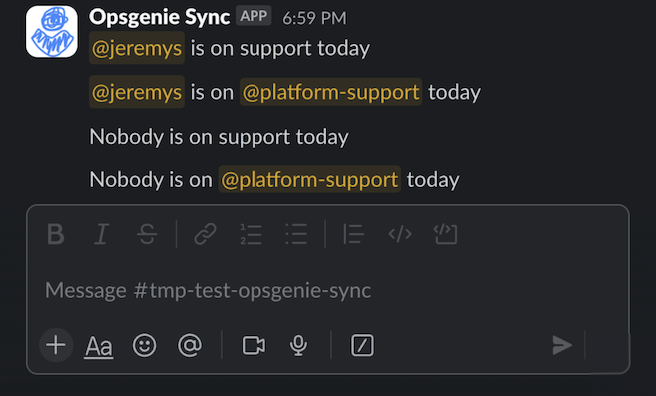 Opsgenie Sync APP 6:59 PM
@jeremys is on support today
@jeremys is on @platform-support today
Nobody is on support today
Nobody is on @platform-support today
B I S
Message #tmp-test-opsgenie-sync
Aa